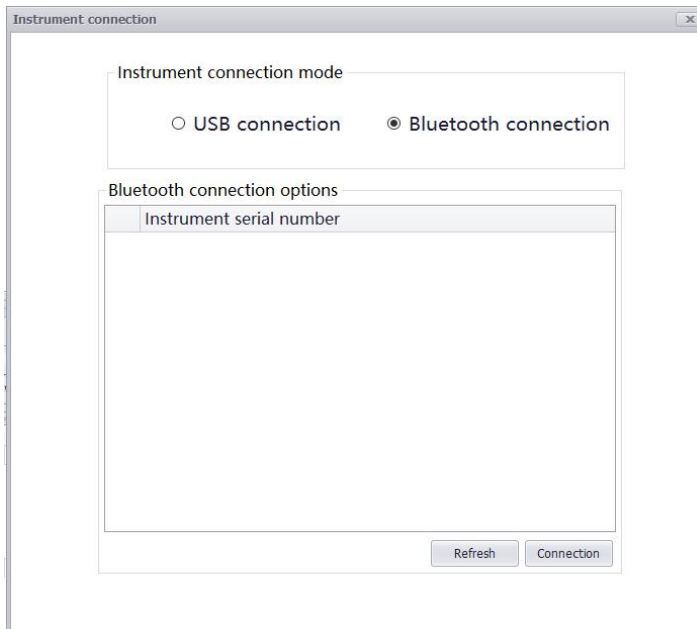 Instrument connection
Instrument connection mode
USB connection Bluetooth connection
Bluetooth connection options
Instrument serial number
Refresh Connection